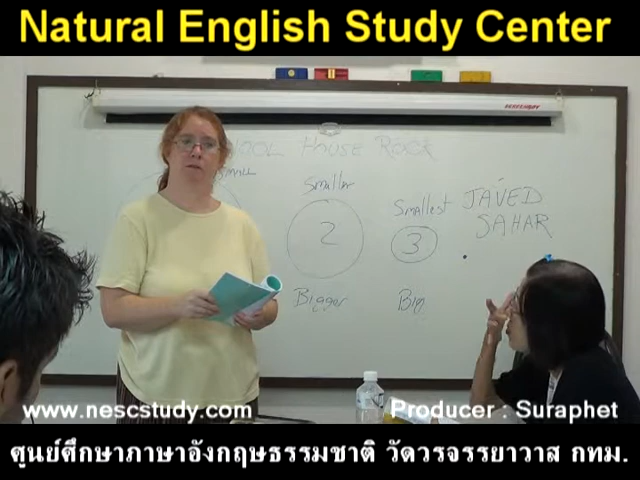 Natural English Study Center
House Rock
SMALL
Smaller
Smallest
JAVED
SAHAR
2
3
Bigger
Big
www.nescstudy.com
Producer : Suraphet
ศูนย์ศึกษาภาษาอังกฤษธรรมชาติ วัดวรจรรยาวาส กทม.